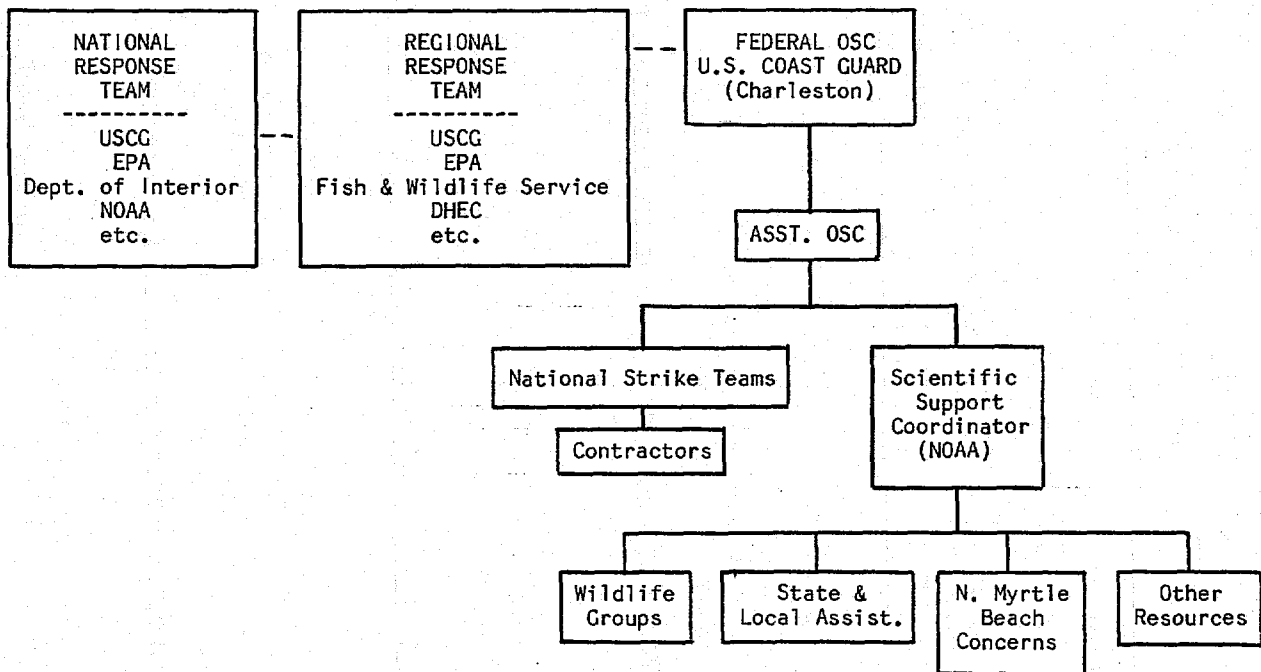 NATIONAL
RESPONSE
TEAM
----------
USCG
EPA
Dept. of Interior
NOAA
etc.
REGIONAL
RESPONSE
TEAM
----------
USCG
EPA
Fish & Wildlife Service
DHEC
etc.
FEDERAL OSC
U.S. COAST GUARD
(Charleston)
ASST. OSC
National Strike Teams
Contractors
Scientific
Support
Coordinator
(NOAA)
Wildlife
Groups
State &
Local Assist.
N. Myrtle
Beach
Concerns
Other
Resources